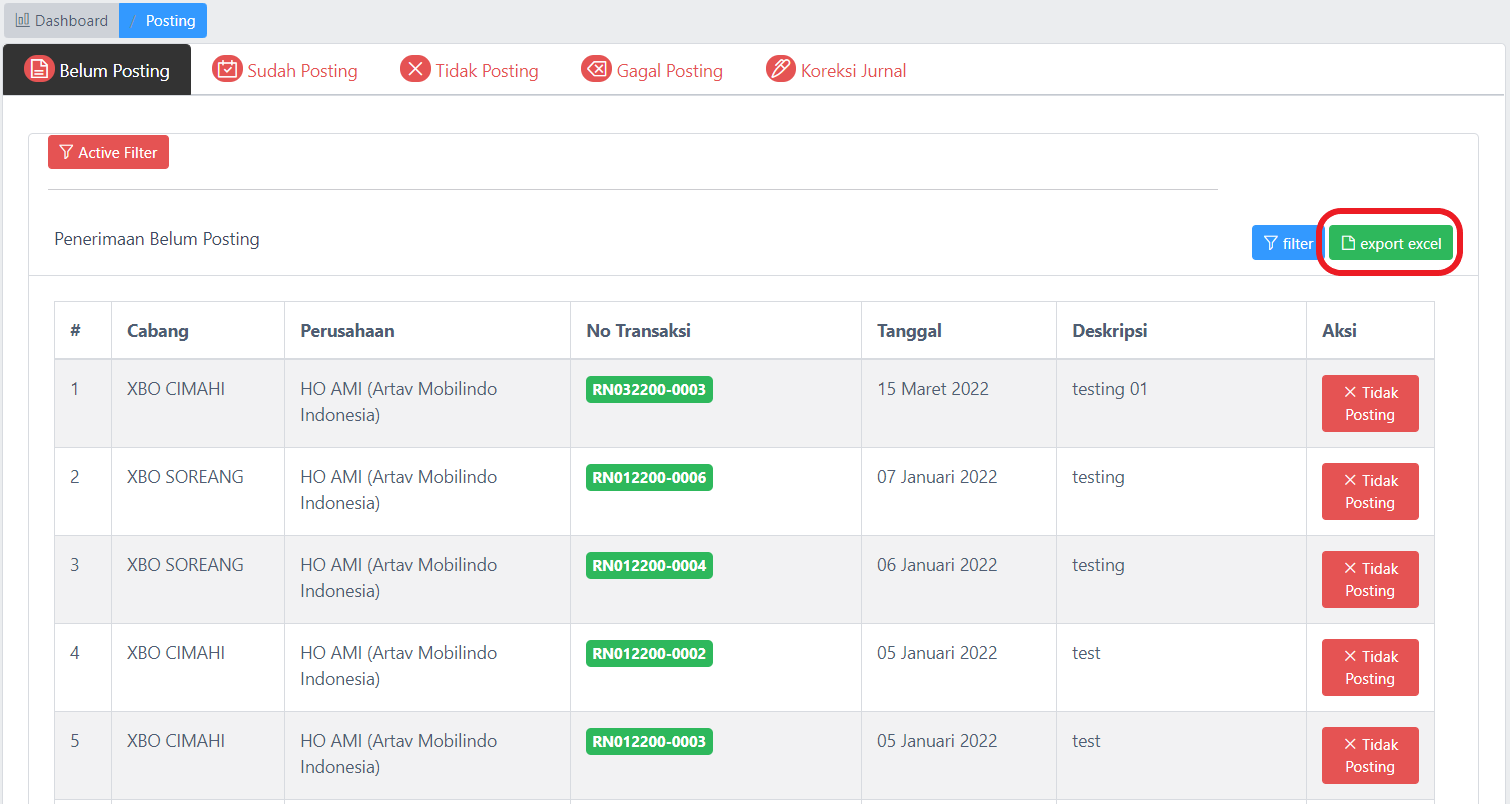 Dashboard / Posting
Belum Posting Sudah Posting Tidak Posting Gagal Posting Koreksi Jurnal
Active Filter
Penerimaan Belum Posting filter export excel
# Cabang Perusahaan No Transaksi Tanggal Deskripsi Aksi
1 XBO CIMAHI HO AMI (Artav Mobilindo RN032200-0003 15 Maret 2022 testing 01 Tidak
Indonesia) Posting
2 XBO SOREANG HO AMI (Artav Mobilindo RN012200-0006 07 Januari 2022 testing Tidak
Indonesia) Posting
3 XBO SOREANG HO AMI (Artav Mobilindo RN012200-0004 06 Januari 2022 testing Tidak
Indonesia) Posting
4 XBO CIMAHI HO AMI (Artav Mobilindo RN012200-0002 05 Januari 2022 test Tidak
Indonesia) Posting
5 XBO CIMAHI HO AMI (Artav Mobilindo RN012200-0003 05 Januari 2022 test Tidak
Indonesia) Posting